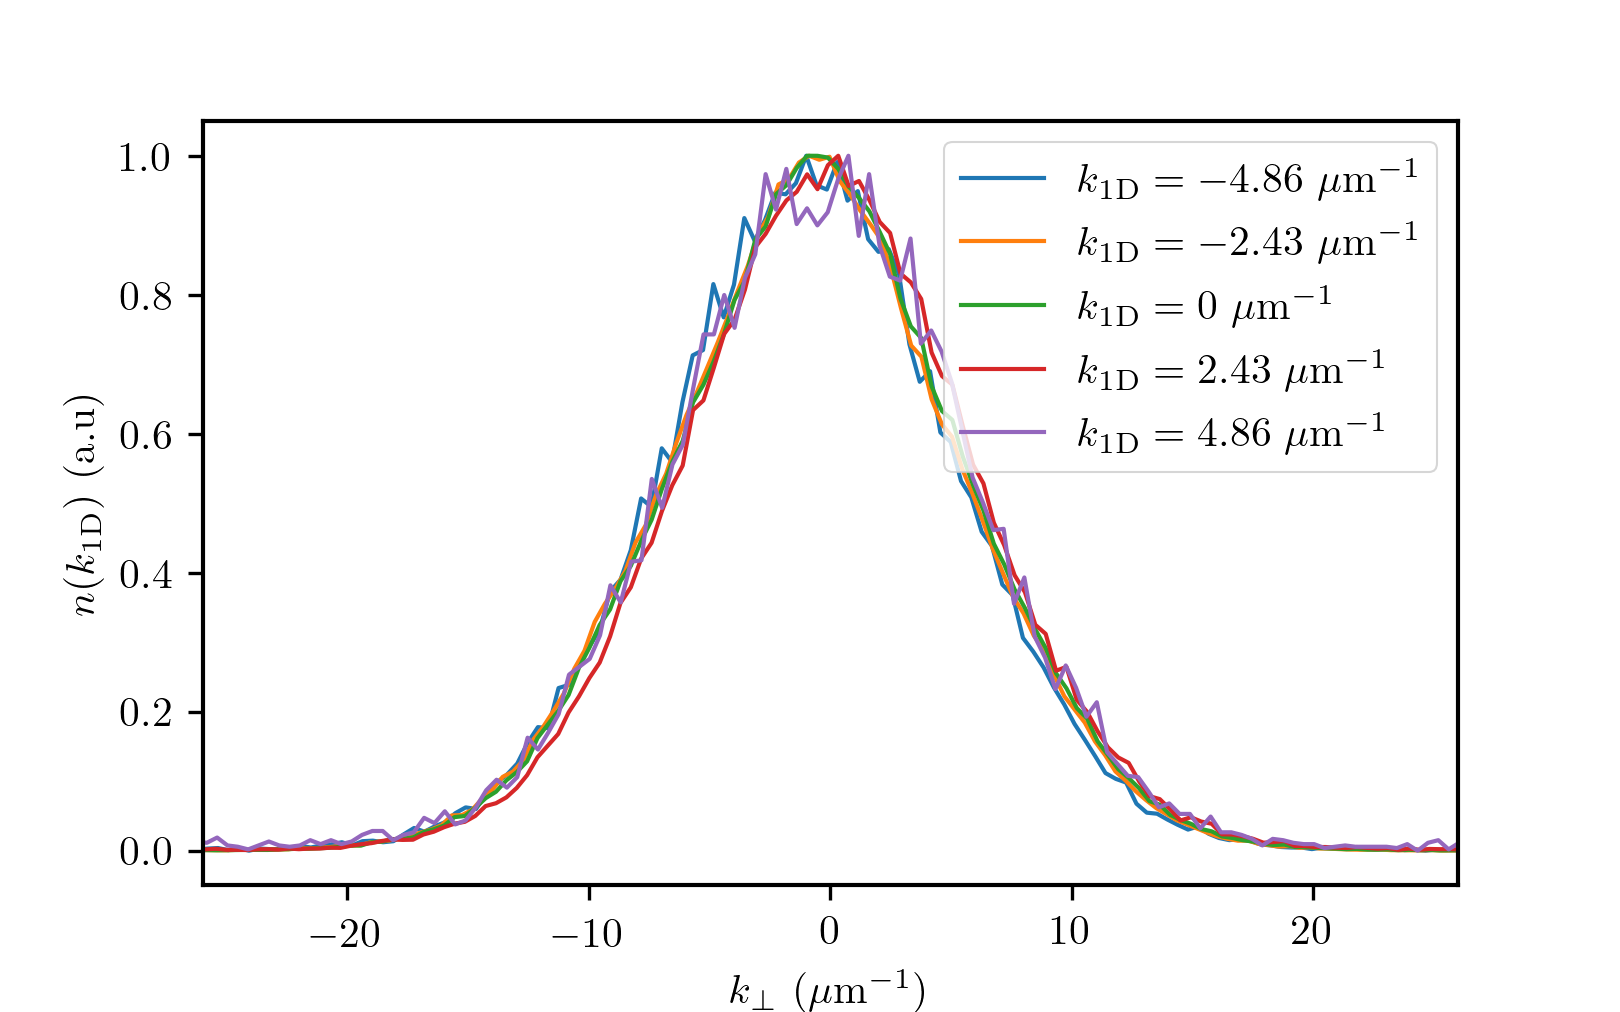 1.0
0.8
0.6
0.4
0.2
0.0
n(k1D) (a.u)
k1D = −4.86 μm⁻¹
k1D = −2.43 μm⁻¹
k1D = 0 μm⁻¹
k1D = 2.43 μm⁻¹
k1D = 4.86 μm⁻¹
−20 −10 0 10 20
k⊥ (μm⁻¹)